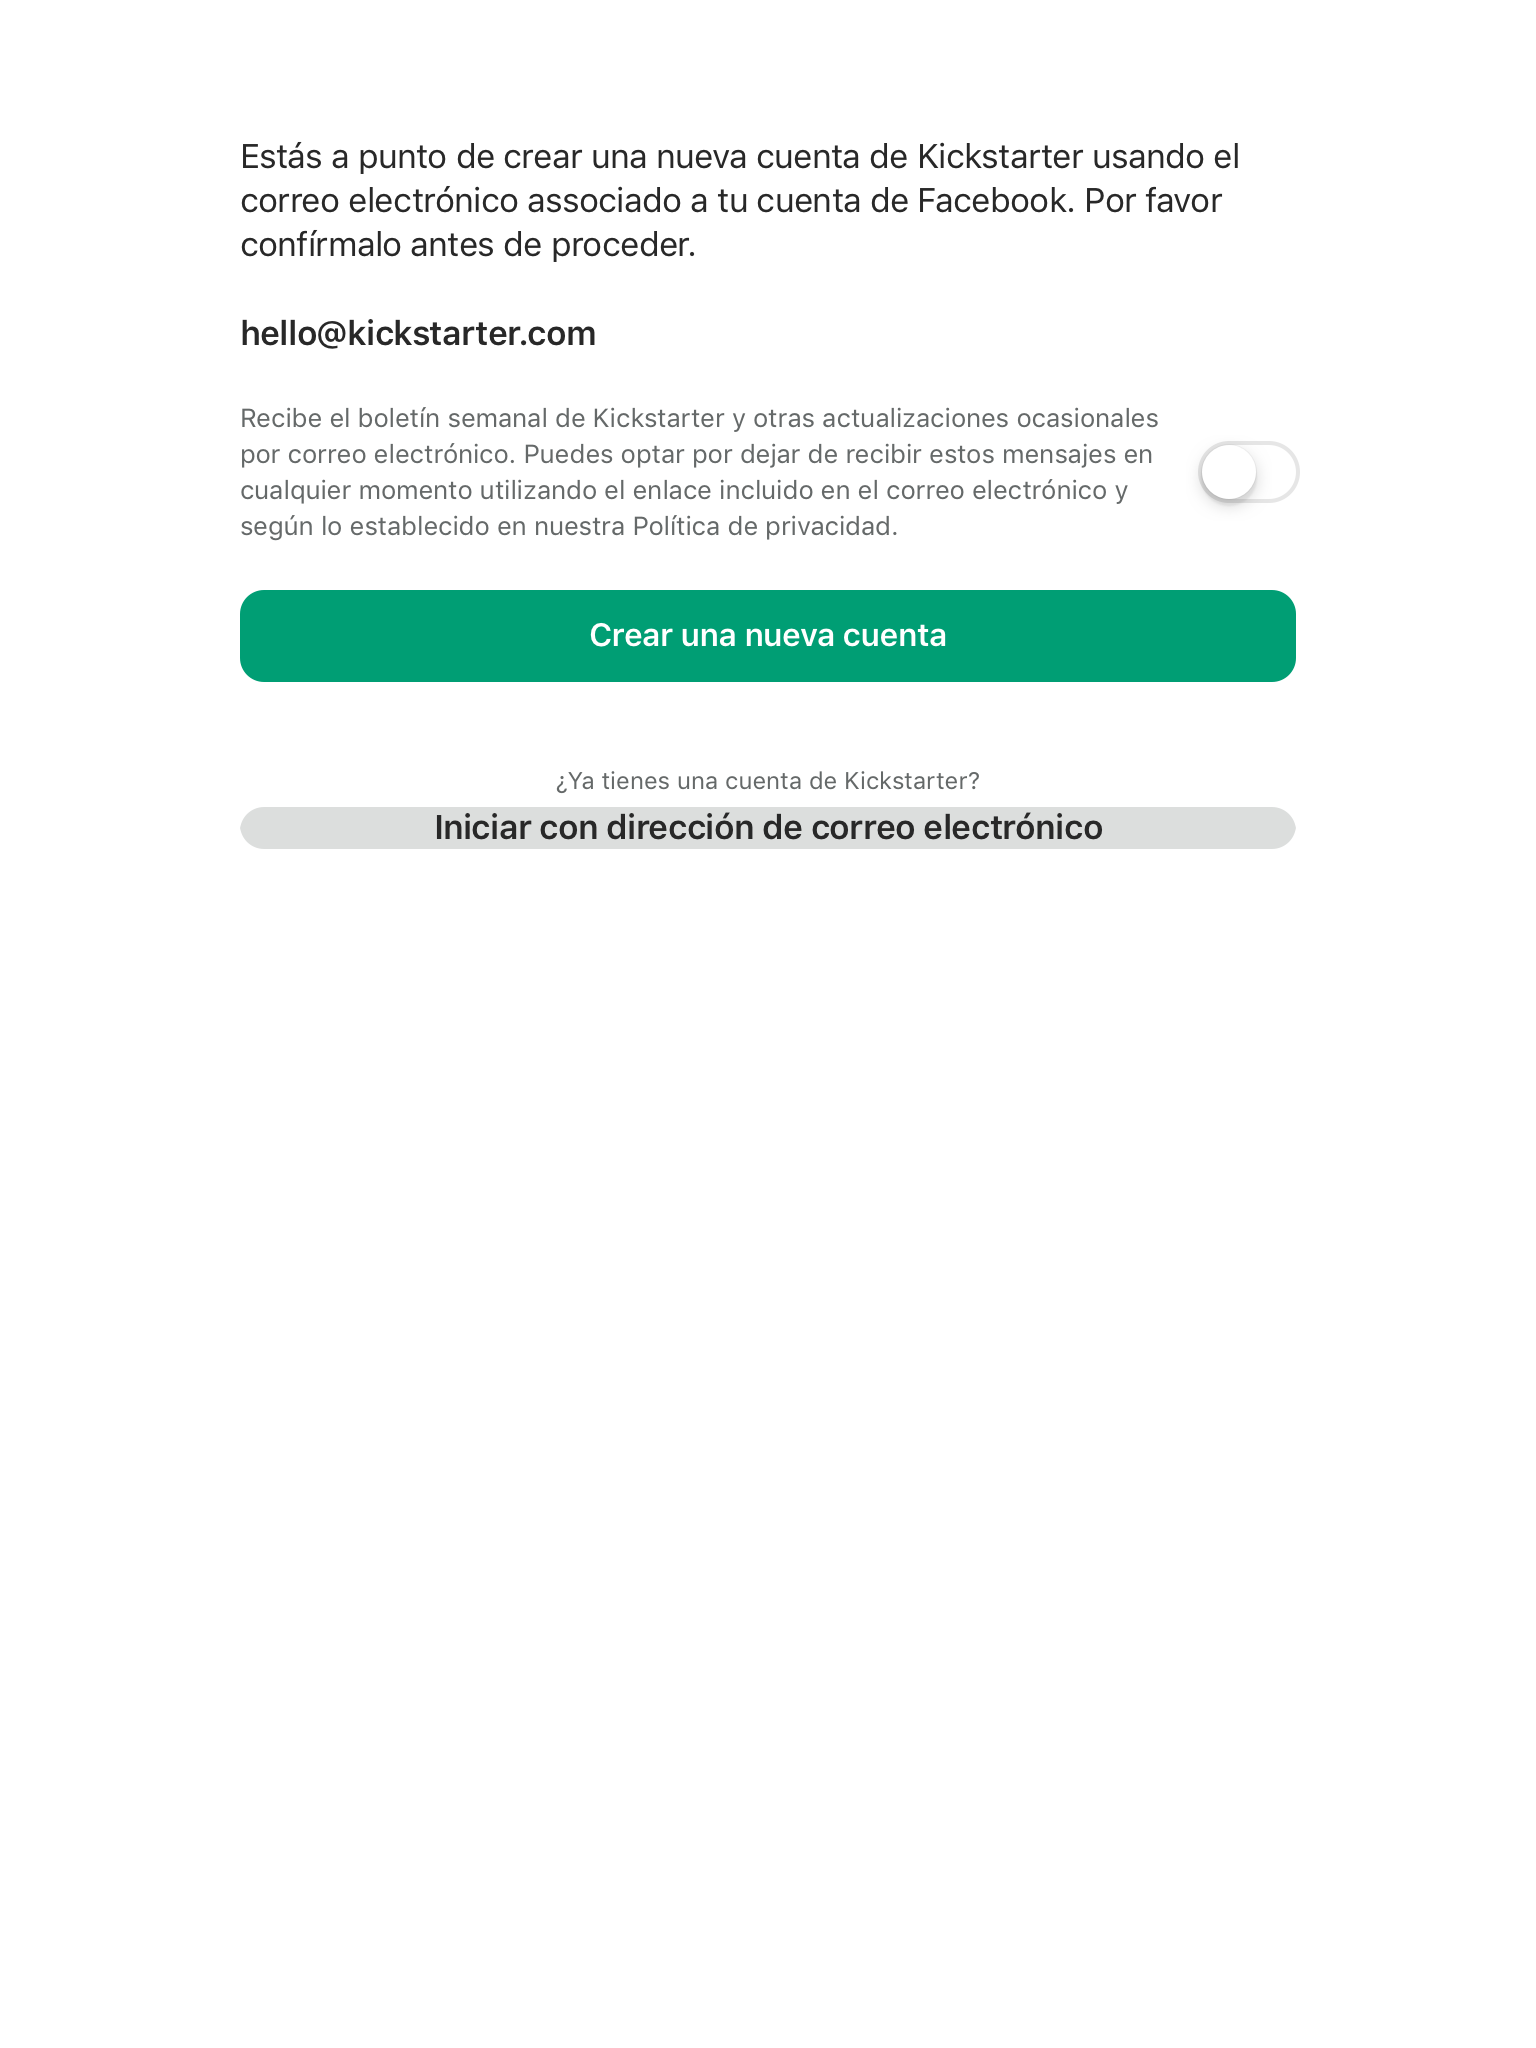 Estás a punto de crear una nueva cuenta de Kickstarter usando el
correo electrónico associado a tu cuenta de Facebook. Por favor
confírmalo antes de proceder.
hello@kickstarter.com
Recibe el boletín semanal de Kickstarter y otras actualizaciones ocasionales
por correo electrónico. Puedes optar por dejar de recibir estos mensajes en
cualquier momento utilizando el enlace incluido en el correo electrónico y
según lo establecido en nuestra Política de privacidad.
Crear una nueva cuenta
¿Ya tienes una cuenta de Kickstarter?
Iniciar con dirección de correo electrónico